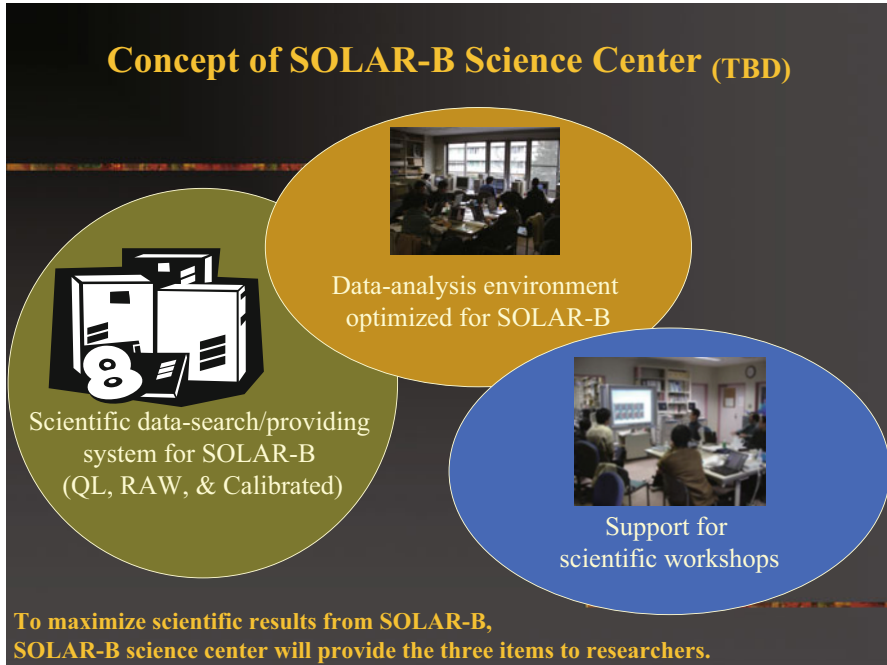 Concept of SOLAR-B Science Center (TBD)
Data-analysis environment
optimized for SOLAR-B
Scientific data-search/providing
system for SOLAR-B
(QL, RAW, & Calibrated)
Support for
scientific workshops
To maximize scientific results from SOLAR-B,
SOLAR-B science center will provide the three items to researchers.